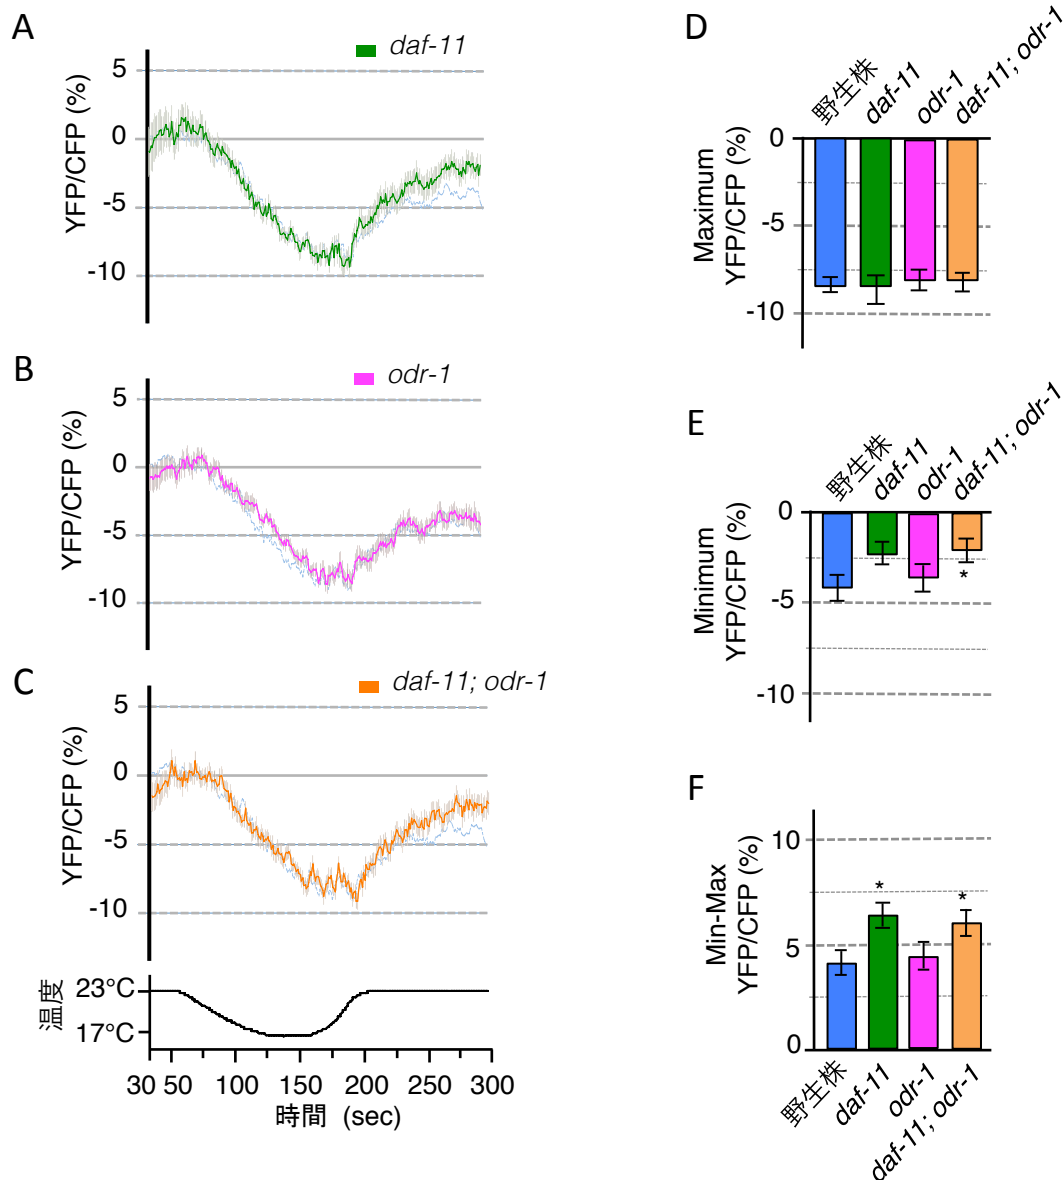 A
daf-11
5
0
-5
-10
YFP/CFP (%)
B
odr-1
5
0
-5
-10
YFP/CFP (%)
C
daf-11; odr-1
5
0
-5
-10
YFP/CFP (%)
温度
23°C
17°C
30 50 100 150 200 250 300
時間 (sec)
D
野生株
daf-11
odr-1
daf-11; odr-1
0
-5
-10
Maximum
YFP/CFP (%)
E
野生株
daf-11
odr-1
daf-11; odr-1
0
-5
-10
Minimum
YFP/CFP (%)
*
F
10
5
0
Min-Max
YFP/CFP (%)
* *
野生株
daf-11
odr-1
daf-11; odr-1